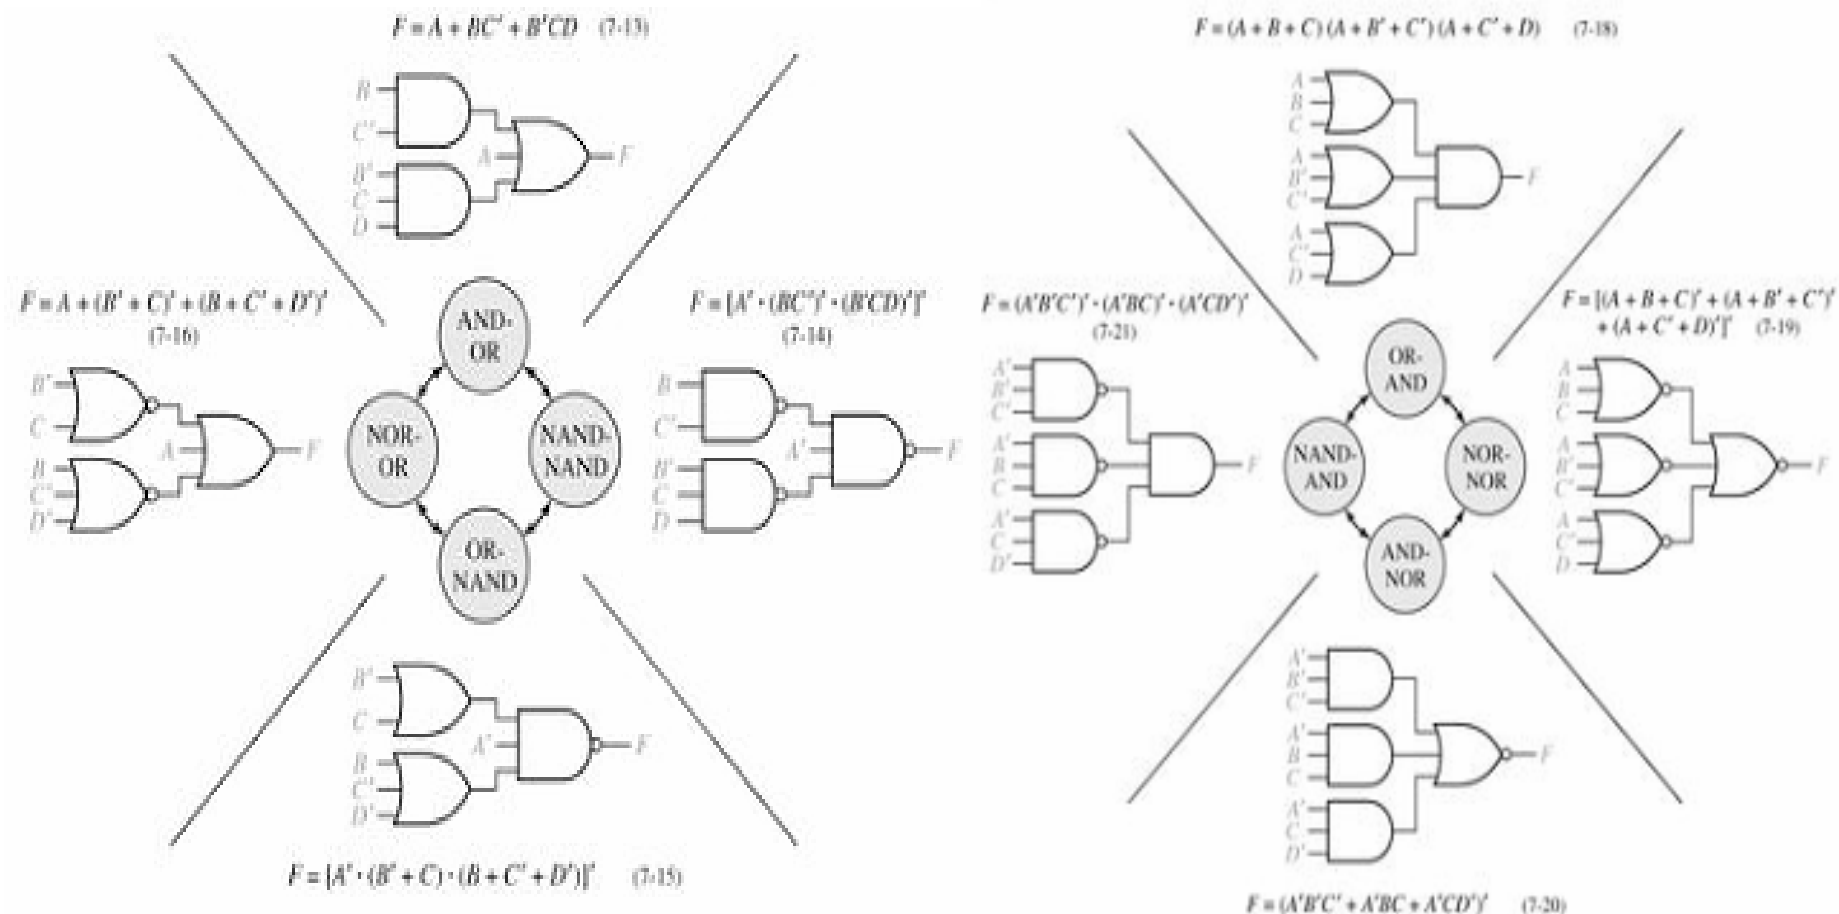 F = A + BC' + B'CD (7-13)
B
C'
A
F
B'
C
D
F = A + (B' + C)' + (B + C' + D')'
(7-16)
B'
C
A
F
B
C'
D'
AND-
OR
NOR-
OR
NAND-
NAND
OR-
NAND
F = [A' · (BC')' · (B'CD)']'
(7-14)
B
C'
A'
F
B'
C
D
B'
C
A'
F
B
C'
D'
F = [A' · (B' + C) · (B + C' + D')]' (7-15)
F = (A + B + C) (A + B' + C') (A + C' + D) (7-18)
A
B
C
A
B'
C'
F
A
C'
D
F = (A'B'C')' · (A'BC)' · (A'CD')'
(7-21)
A'
B'
C'
A'
B
C
F
A'
C
D'
OR-
AND
NAND-
AND
NOR-
NOR
AND-
NOR
F = [(A + B + C)' + (A + B' + C')'
+ (A + C' + D)']' (7-19)
A
B
C
A
B'
C'
F
A
C'
D
A'
B'
C'
A'
B
C
F
A'
C
D'
F = (A'B'C' + A'BC + A'CD')' (7-20)